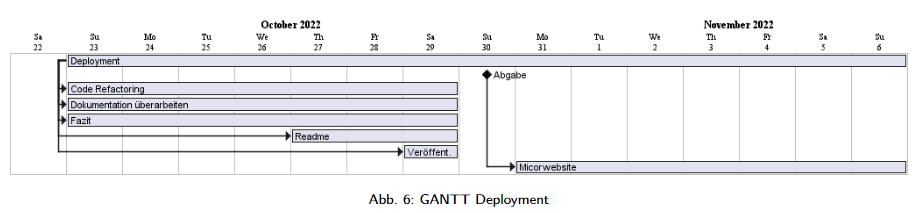 October 2022 November 2022
Sa Su Mo Tu We Th Fr Sa Su Mo Tu We Th Fr Sa Su
22 23 24 25 26 27 28 29 30 31 1 2 3 4 5 6
Deployment
Abgabe
Code Refactoring
Dokumentation überarbeiten
Fazit
Readme
Veröffent.
Micorwebsite
Abb. 6: GANTT Deployment